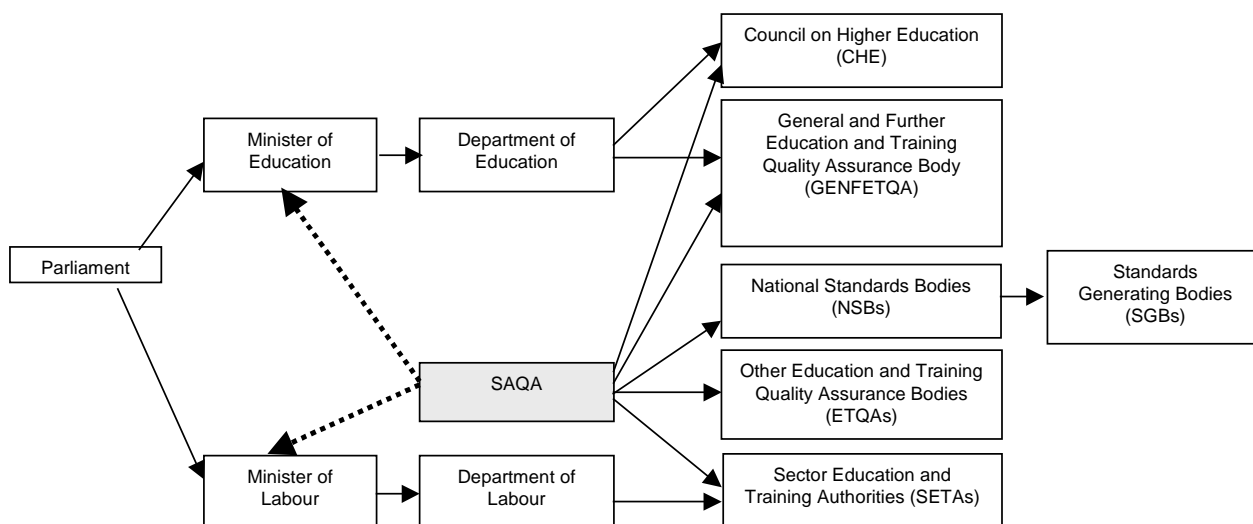 Council on Higher Education
(CHE)
Minister of
Education
Department of
Education
General and Further
Education and Training
Quality Assurance Body
(GENFETQA)
Parliament
National Standards Bodies
(NSBs)
Standards
Generating Bodies
(SGBs)
SAQA
Other Education and Training
Quality Assurance Bodies
(ETQAs)
Minister of
Labour
Department of
Labour
Sector Education and
Training Authorities (SETAs)